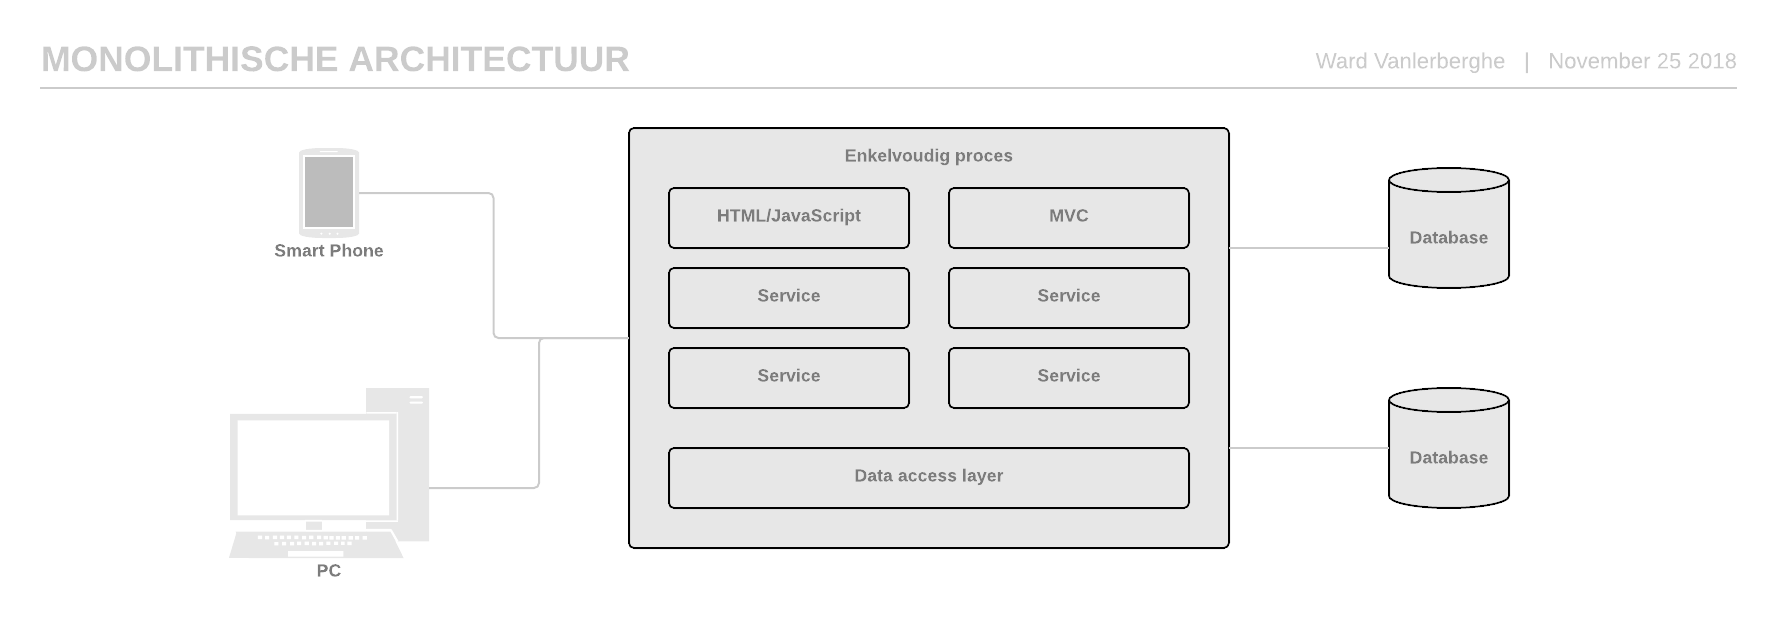 MONOLITHISCHE ARCHITECTUUR
Ward Vanlerberghe | November 25 2018
Smart Phone
PC
Enkelvoudig proces
HTML/JavaScript
MVC
Service
Service
Service
Service
Data access layer
Database
Database